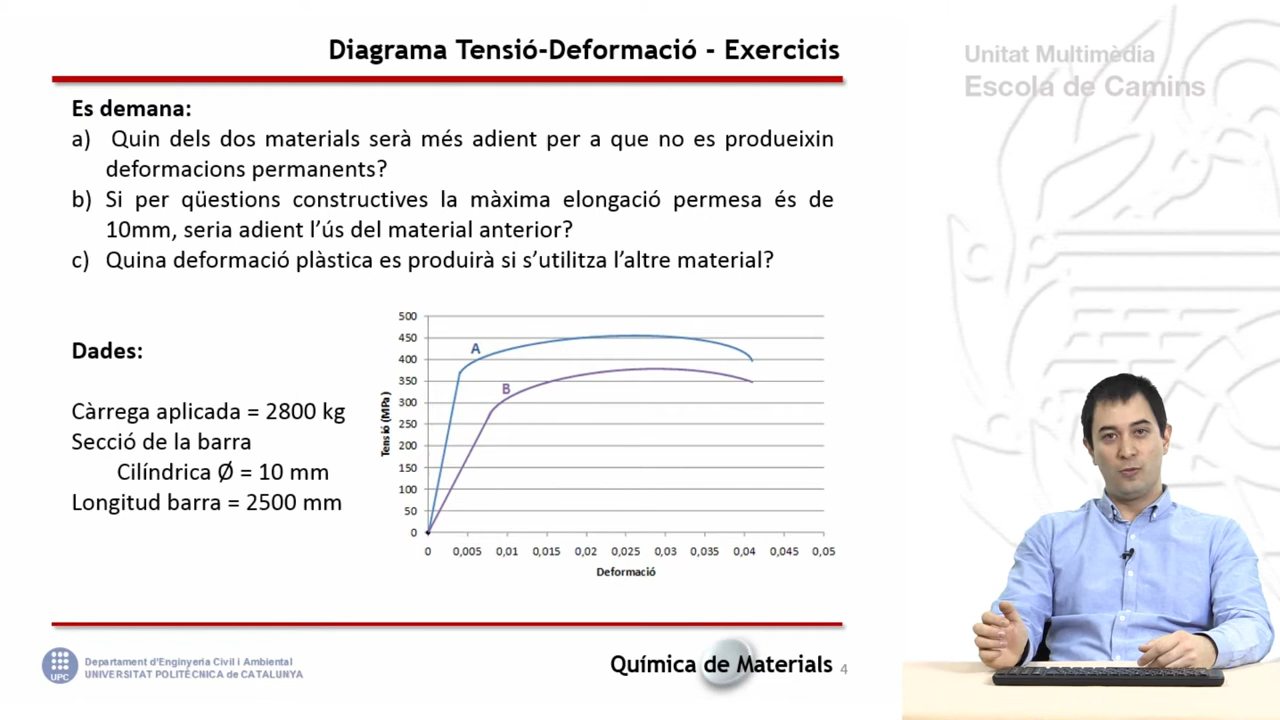 Diagrama Tensió-Deformació - Exercicis
Unitat Multimèdia
Escola de Camins
Es demana:
a) Quin dels dos materials serà més adient per a que no es produeixin
deformacions permanents?
b) Si per qüestions constructives la màxima elongació permesa és de
10mm, seria adient l'ús del material anterior?
c) Quina deformació plàstica es produirà si s'utilitza l'altre material?
Dades:
Càrrega aplicada = 2800 kg
Secció de la barra
Cilíndrica Ø = 10 mm
Longitud barra = 2500 mm
500
450
400
350
300
250
200
150
100
50
0
Tensió (MPa)
A
B
0 0,005 0,01 0,015 0,02 0,025 0,03 0,035 0,04 0,045 0,05
Deformació
UPC
Departament d'Enginyeria Civil i Ambiental
UNIVERSITAT POLITÈCNICA de CATALUNYA
Química de Materials 4